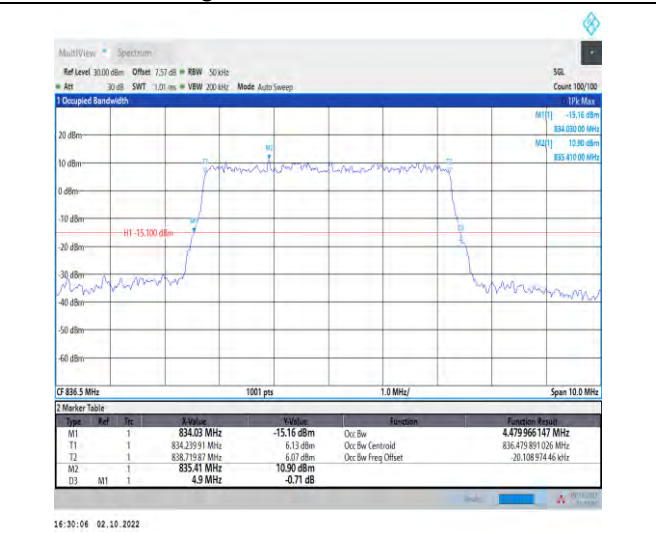 MultiView Spectrum
Ref Level 30.00 dBm Offset 7.57 dB RBW 50 kHz SGL
Att 30 dB SWT 1.01 ms VBW 200 kHz Mode Auto Sweep Count 100/100
1 Occupied Bandwidth 1Pk Max
M1[1] -15.16 dBm
834.030 00 MHz
M2[1] 10.90 dBm
835.410 00 MHz
20 dBm
M2
10 dBm
0 dBm
-10 dBm
H1 -15.100 dBm
-20 dBm
-30 dBm
-40 dBm
-50 dBm
-60 dBm
CF 836.5 MHz 1001 pts 1.0 MHz/ Span 10.0 MHz
2 Marker Table
Type Ref Trc X-Value Y-Value Function Function Result
M1 1 834.03 MHz -15.16 dBm Occ Bw 4.479 966 147 MHz
T1 1 834.239 91 MHz 6.13 dBm Occ Bw Centroid 836.479 891 026 MHz
T2 1 838.719 87 MHz 6.07 dBm Occ Bw Freq Offset -20.108 974 46 kHz
M2 1 835.41 MHz 10.90 dBm
D3 M1 1 4.9 MHz -0.71 dB
16:30:06 02.10.2022